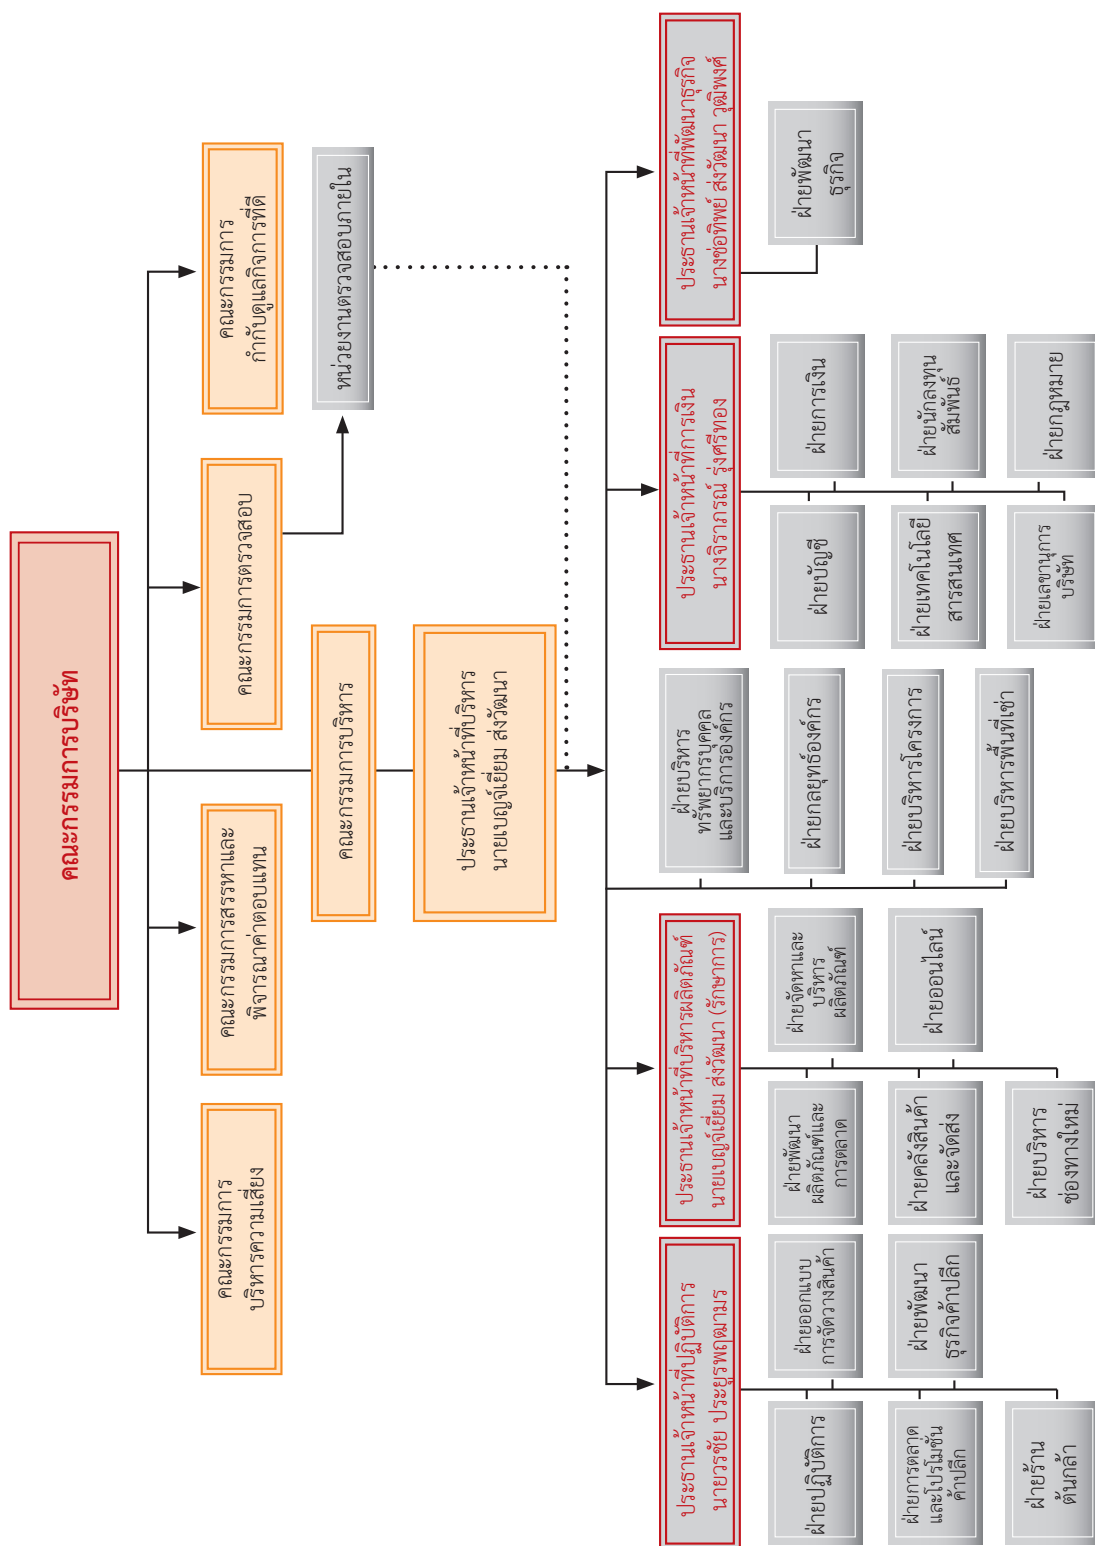 คณะกรรมการบริษัท
คณะกรรมการ
บริหารความเสี่ยง
คณะกรรมการสรรหาและ
พิจารณาค่าตอบแทน
คณะกรรมการตรวจสอบ
คณะกรรมการ
กำกับดูแลกิจการที่ดี
หน่วยงานตรวจสอบภายใน
คณะกรรมการบริหาร
ประธานเจ้าหน้าที่บริหาร
นายเบญจ์เยี่ยม ส่งวัฒนา
ประธานเจ้าหน้าที่ปฏิบัติการ
นายวรชัย ประยูรพฤฒามร
ฝ่ายปฏิบัติการ
ฝ่ายออกแบบ
การจัดวางสินค้า
ฝ่ายการตลาด
และโปรโมชั่น
ค้าปลีก
ฝ่ายพัฒนา
ธุรกิจค้าปลีก
ฝ่ายร้าน
ต้นกล้า
ประธานเจ้าหน้าที่บริหารผลิตภัณฑ์
นายเบญจ์เยี่ยม ส่งวัฒนา (รักษาการ)
ฝ่ายพัฒนา
ผลิตภัณฑ์และ
การตลาด
ฝ่ายจัดหาและ
บริหาร
ผลิตภัณฑ์
ฝ่ายคลังสินค้า
และจัดส่ง
ฝ่ายออนไลน์
ฝ่ายบริหาร
ช่องทางใหม่
ฝ่ายบริหาร
ทรัพยากรบุคคล
และบริการองค์กร
ฝ่ายกลยุทธ์องค์กร
ฝ่ายบริหารโครงการ
ฝ่ายบริหารพื้นที่เช่า
ประธานเจ้าหน้าที่การเงิน
นางจิราภรณ์ รุ่งศรีทอง
ฝ่ายบัญชี
ฝ่ายการเงิน
ฝ่ายเทคโนโลยี
สารสนเทศ
ฝ่ายนักลงทุน
สัมพันธ์
ฝ่ายเลขานุการ
บริษัท
ฝ่ายกฎหมาย
ประธานเจ้าหน้าที่พัฒนาธุรกิจ
นางช่อทิพย์ ส่งวัฒนา วุฒิพงศ์
ฝ่ายพัฒนา
ธุรกิจ